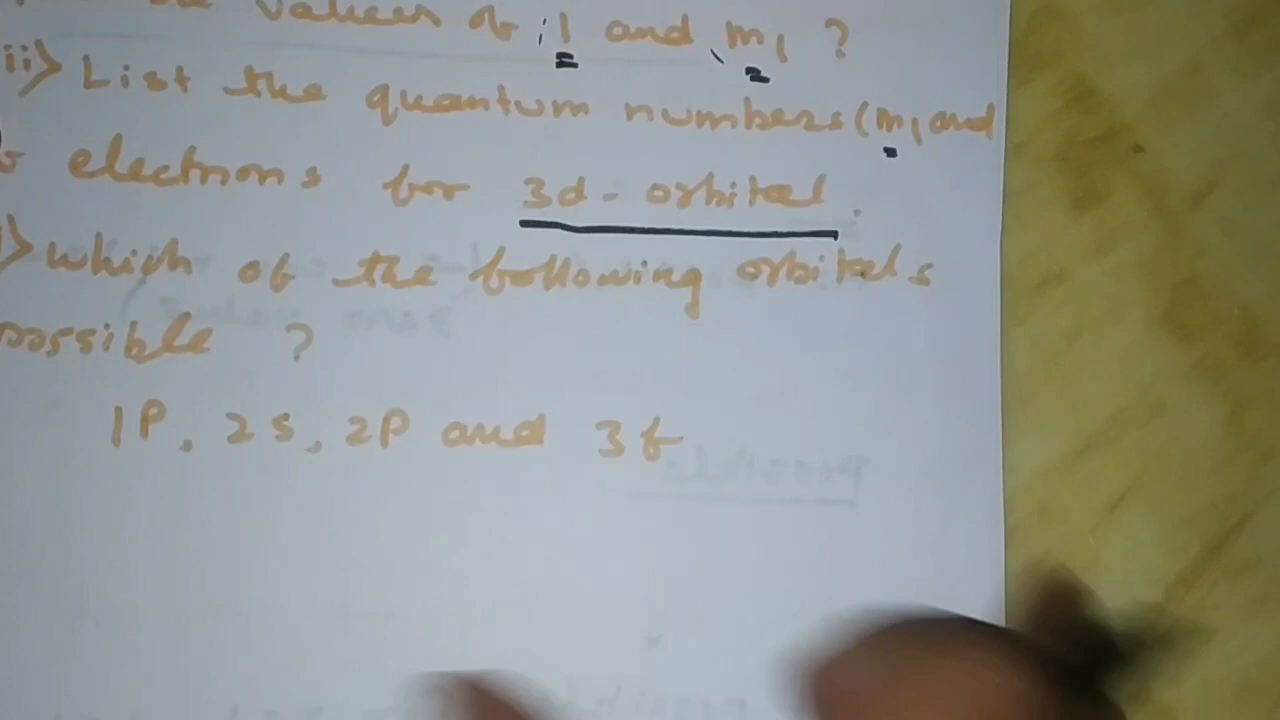 values of l and ml ?
ii) List the quantum numbers (ml and
electrons for 3d-orbital
which of the following orbitals
possible ?
1P, 2s, 2P and 3f